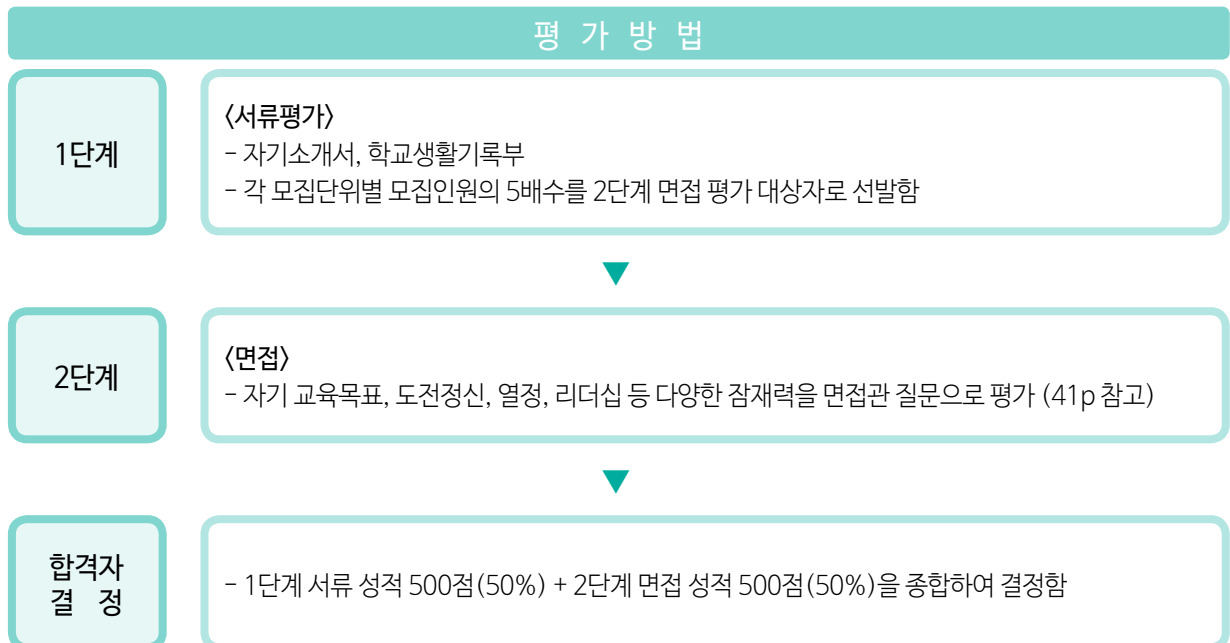 평 가 방 법
1단계
〈서류평가〉
- 자기소개서, 학교생활기록부
- 각 모집단위별 모집인원의 5배수를 2단계 면접 평가 대상자로 선발함
▼
2단계
〈면접〉
- 자기 교육목표, 도전정신, 열정, 리더십 등 다양한 잠재력을 면접관 질문으로 평가 (41p 참고)
▼
합격자
결 정
- 1단계 서류 성적 500점(50%) + 2단계 면접 성적 500점(50%)을 종합하여 결정함